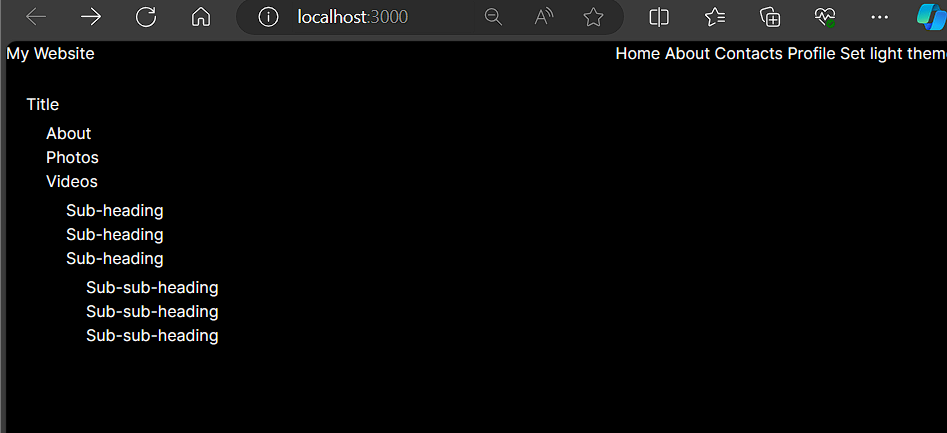 localhost:3000
My Website Home About Contacts Profile Set light them
Title
About
Photos
Videos
Sub-heading
Sub-heading
Sub-heading
Sub-sub-heading
Sub-sub-heading
Sub-sub-heading